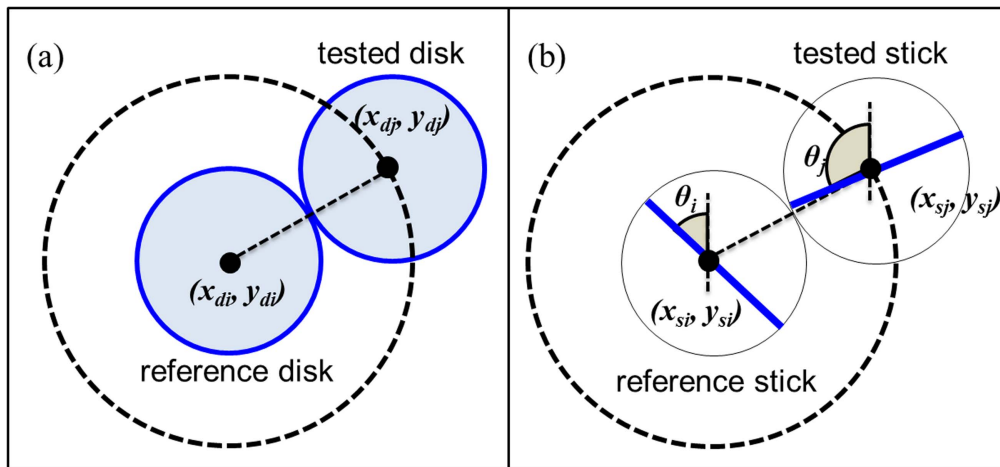 (a)
tested disk
(x_dj, y_dj)
(x_di, y_di)
reference disk
(b)
tested stick
θ_j
(x_sj, y_sj)
θ_i
(x_si, y_si)
reference stick